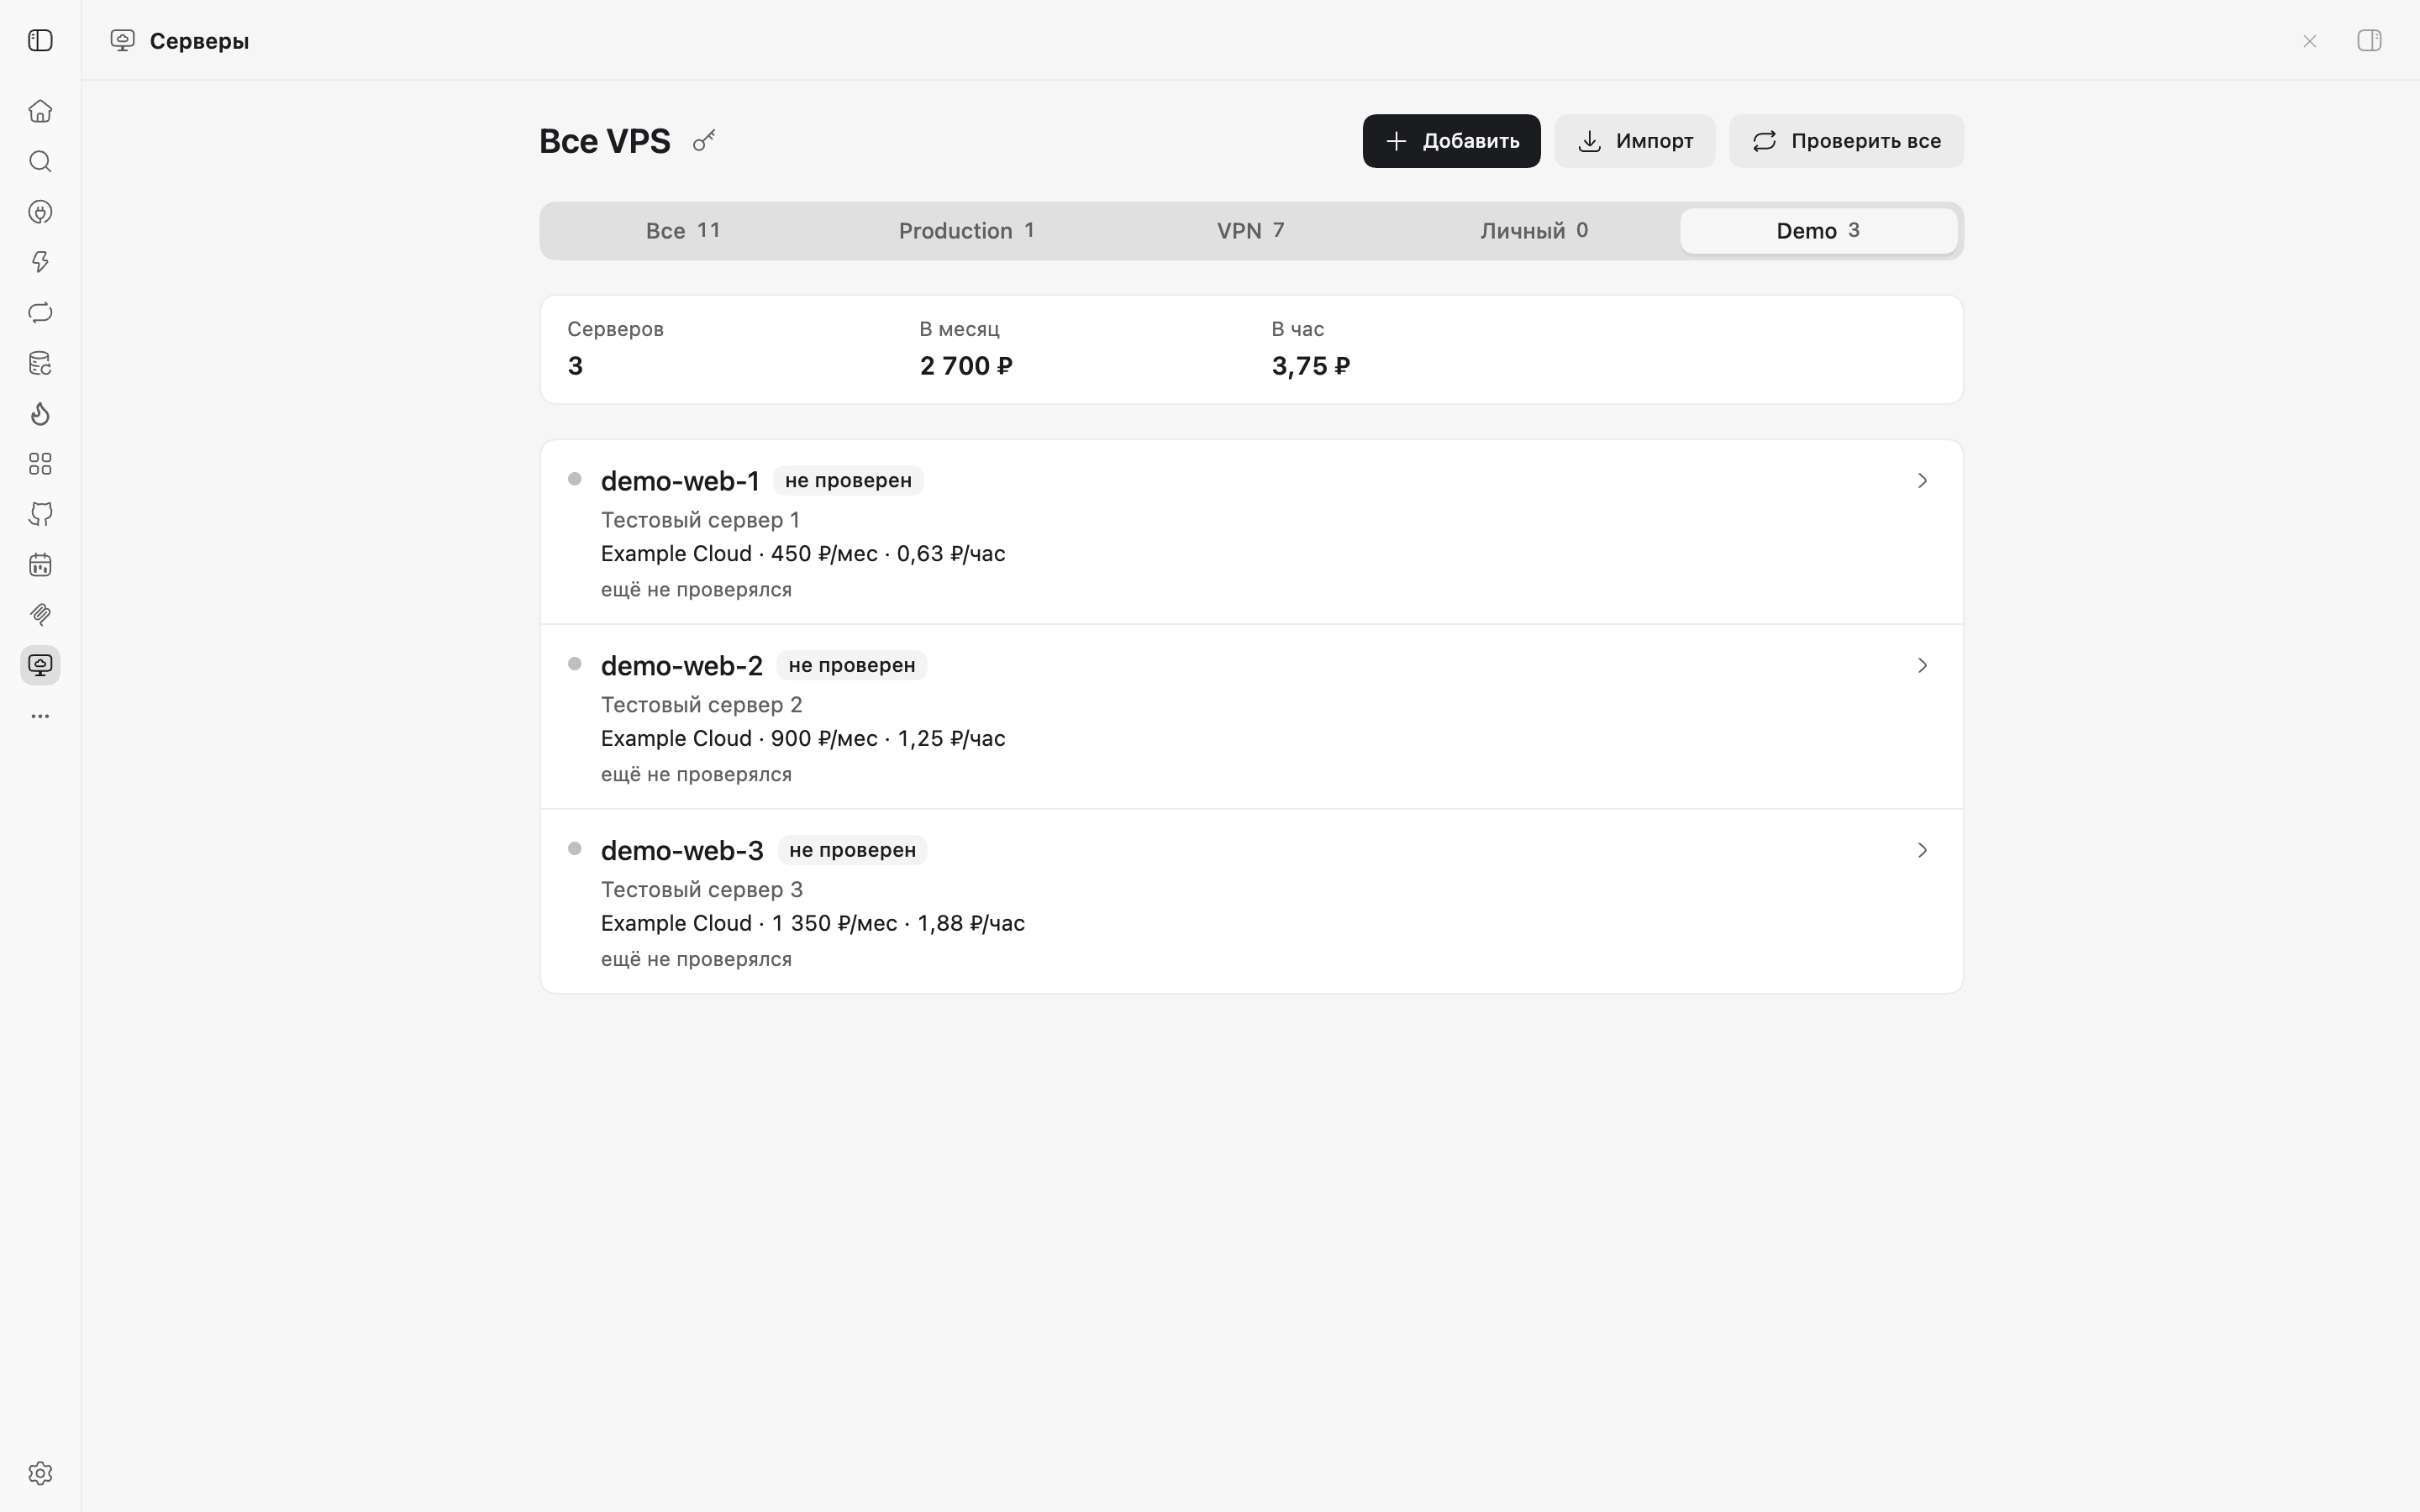 Серверы
Все VPS
Добавить
Импорт
Проверить все
Все 11
Production 1
VPN 7
Личный 0
Demo 3
Серверов
В месяц
В час
3
2 700 ₽
3,75 ₽
demo-web-1 не проверен
Тестовый сервер 1
Example Cloud · 450 ₽/мес · 0,63 ₽/час
ещё не проверялся
demo-web-2 не проверен
Тестовый сервер 2
Example Cloud · 900 ₽/мес · 1,25 ₽/час
ещё не проверялся
demo-web-3 не проверен
Тестовый сервер 3
Example Cloud · 1 350 ₽/мес · 1,88 ₽/час
ещё не проверялся